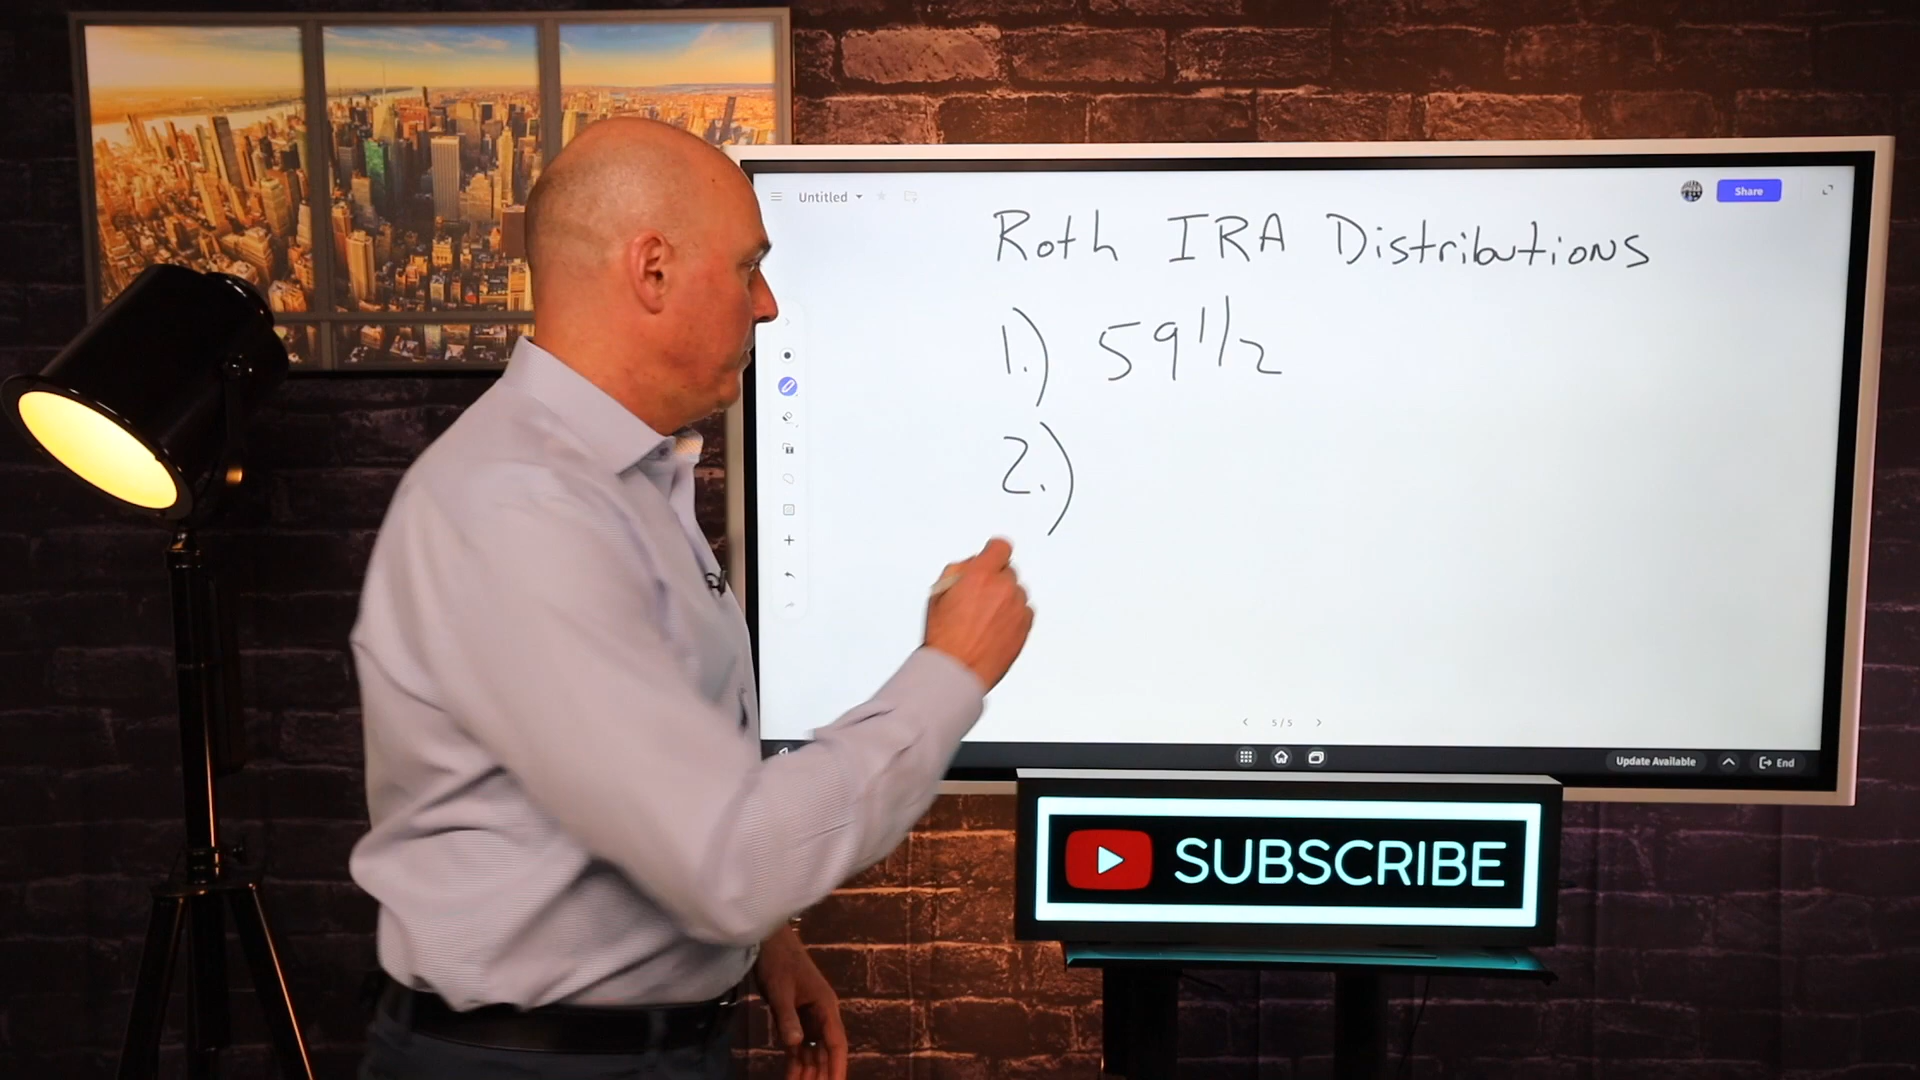 Untitled
Share
Roth IRA Distributions
1.) 59 1/2
2.)
5/5
Update Available
End
SUBSCRIBE